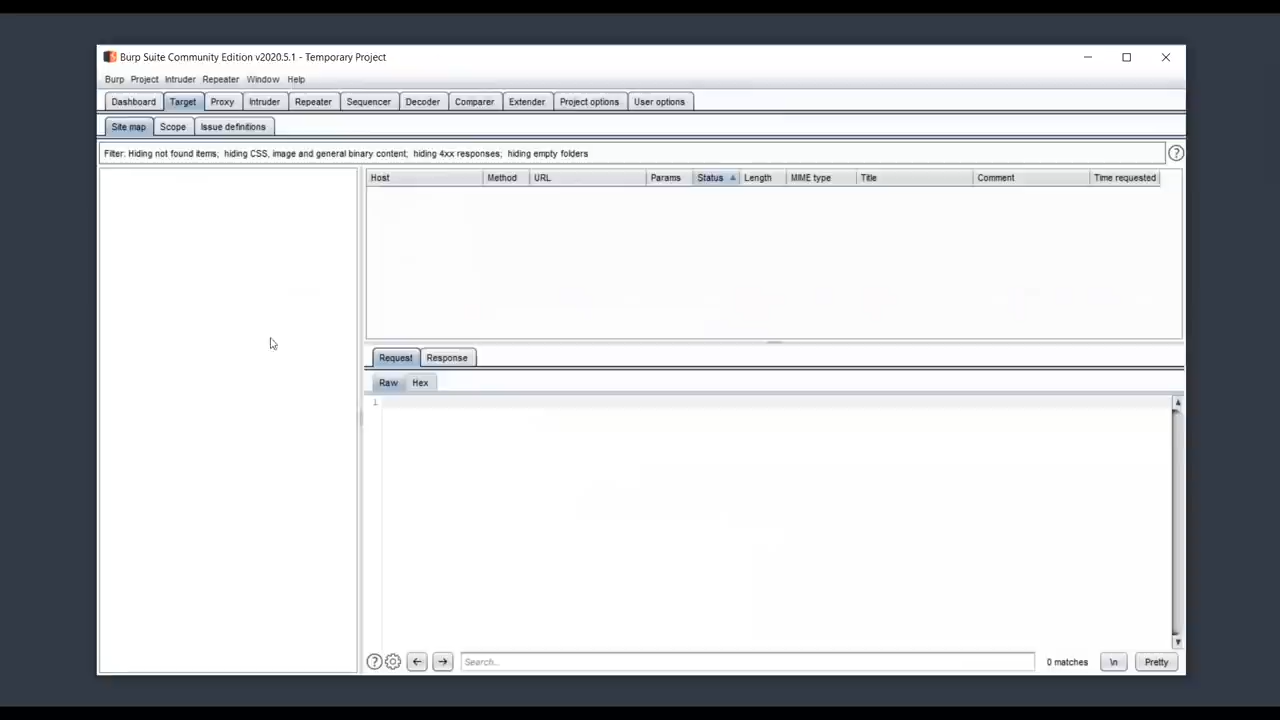 Burp Suite Community Edition v2020.5.1 - Temporary Project
Burp Project Intruder Repeater Window Help
Dashboard Target Proxy Intruder Repeater Sequencer Decoder Comparer Extender Project options User options
Site map Scope Issue definitions
Filter: Hiding not found items; hiding CSS, image and general binary content; hiding 4xx responses; hiding empty folders
?
Host Method URL Params Status Length MIME type Title Comment Time requested
Request Response
Raw Hex
1
? Search... 0 matches \n Pretty